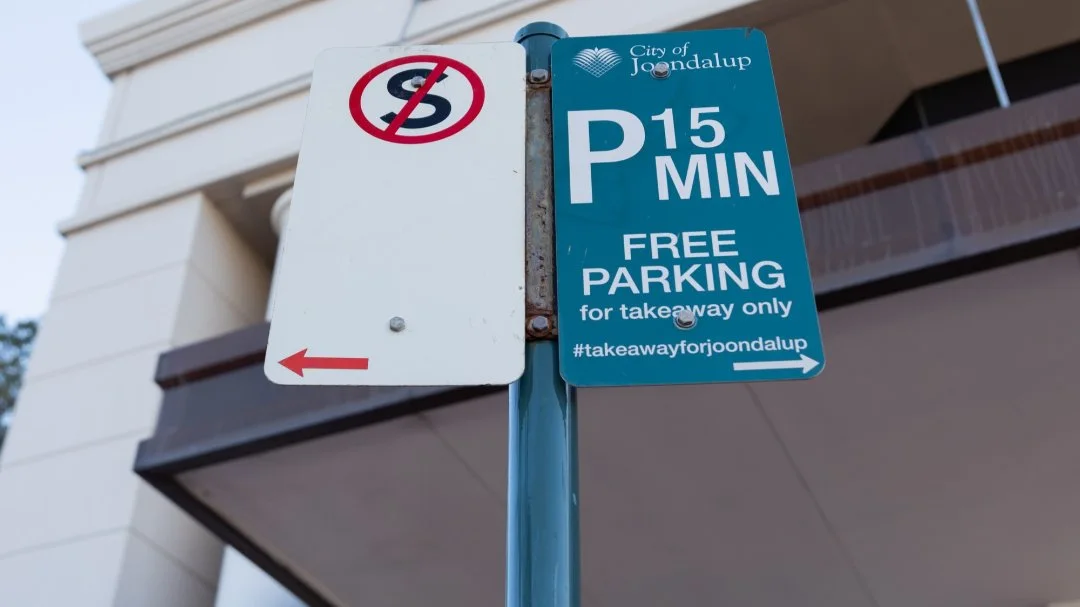 S
City of
Joondalup
P 15
MIN
FREE
PARKING
for takeaway only
#takeawayforjoondalup